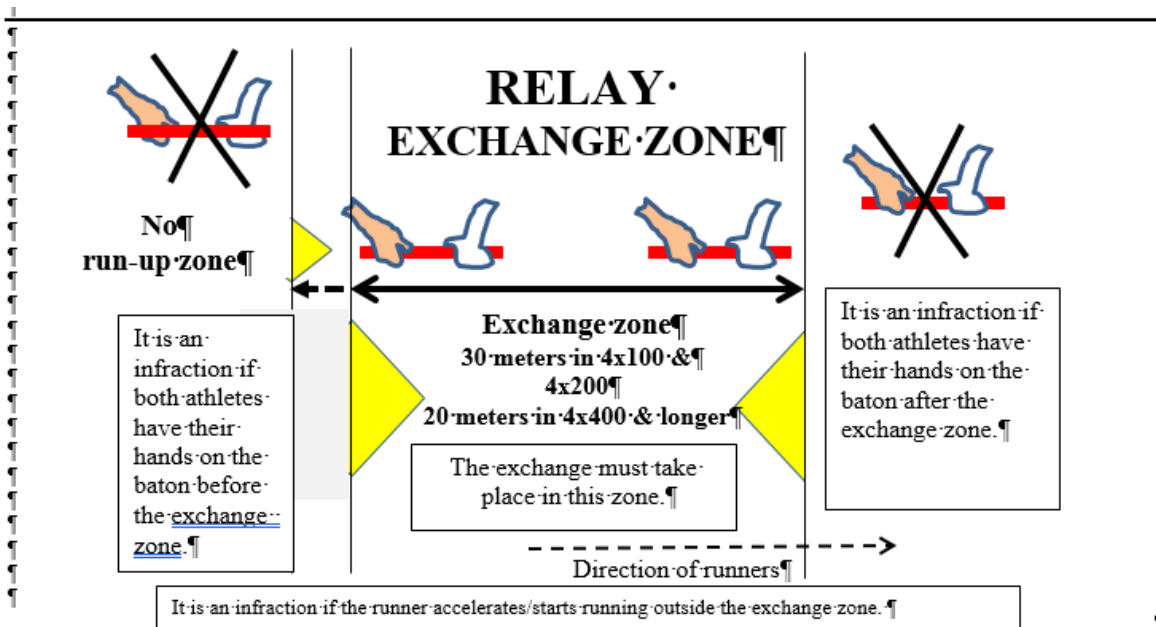 RELAY
EXCHANGE ZONE¶
No¶
run-up zone¶
Exchange zone¶
30 meters in 4x100 &¶
4x200¶
20 meters in 4x400 & longer¶
It is an
infraction if
both athletes
have their
hands on the
baton before
the exchange
zone.¶
The exchange must take
place in this zone.¶
It is an infraction if
both athletes have
their hands on the
baton after the
exchange zone.¶
Direction of runners¶
It is an infraction if the runner accelerates/starts running outside the exchange zone. ¶